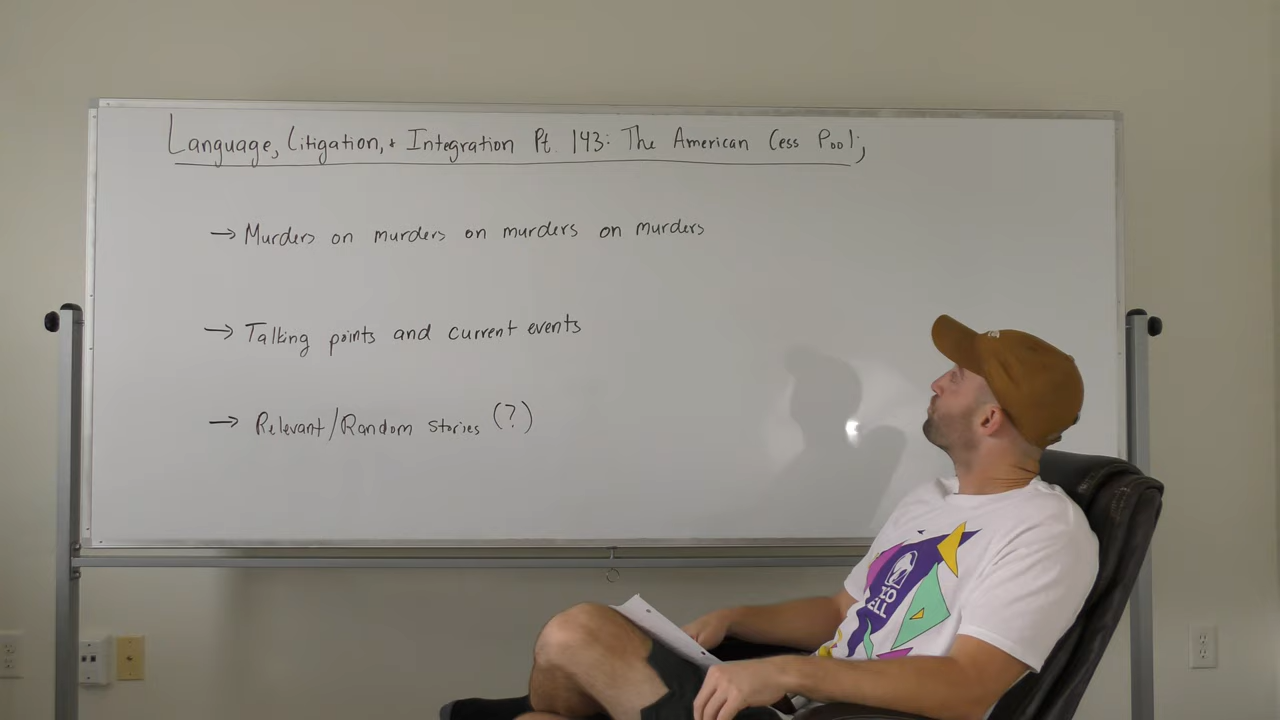 Language, Litigation, + Integration Pt. 143: The American Cess Pool;
→ Murders on murders on murders on murders
→ Talking points and current events
→ Relevant/Random stories (?)